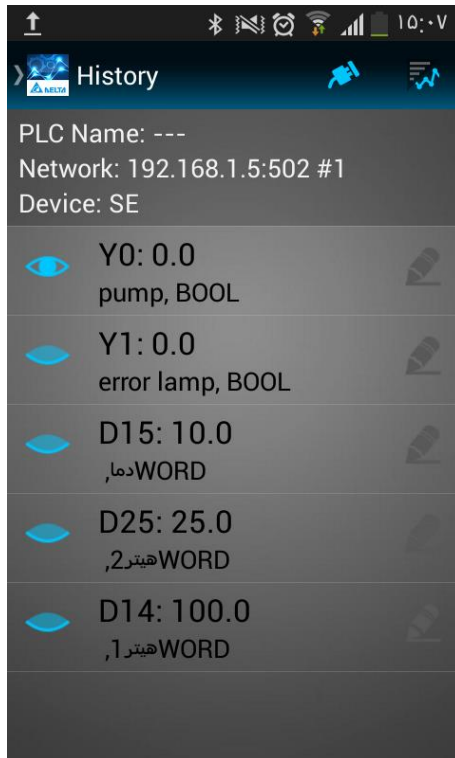 ۱۵:۰۷
DELTA
History
PLC Name: ---
Network: 192.168.1.5:502 #1
Device: SE
Y0: 0.0
pump, BOOL
Y1: 0.0
error lamp, BOOL
D15: 10.0
دما, WORD
D25: 25.0
هیتر2, WORD
D14: 100.0
هیتر1, WORD